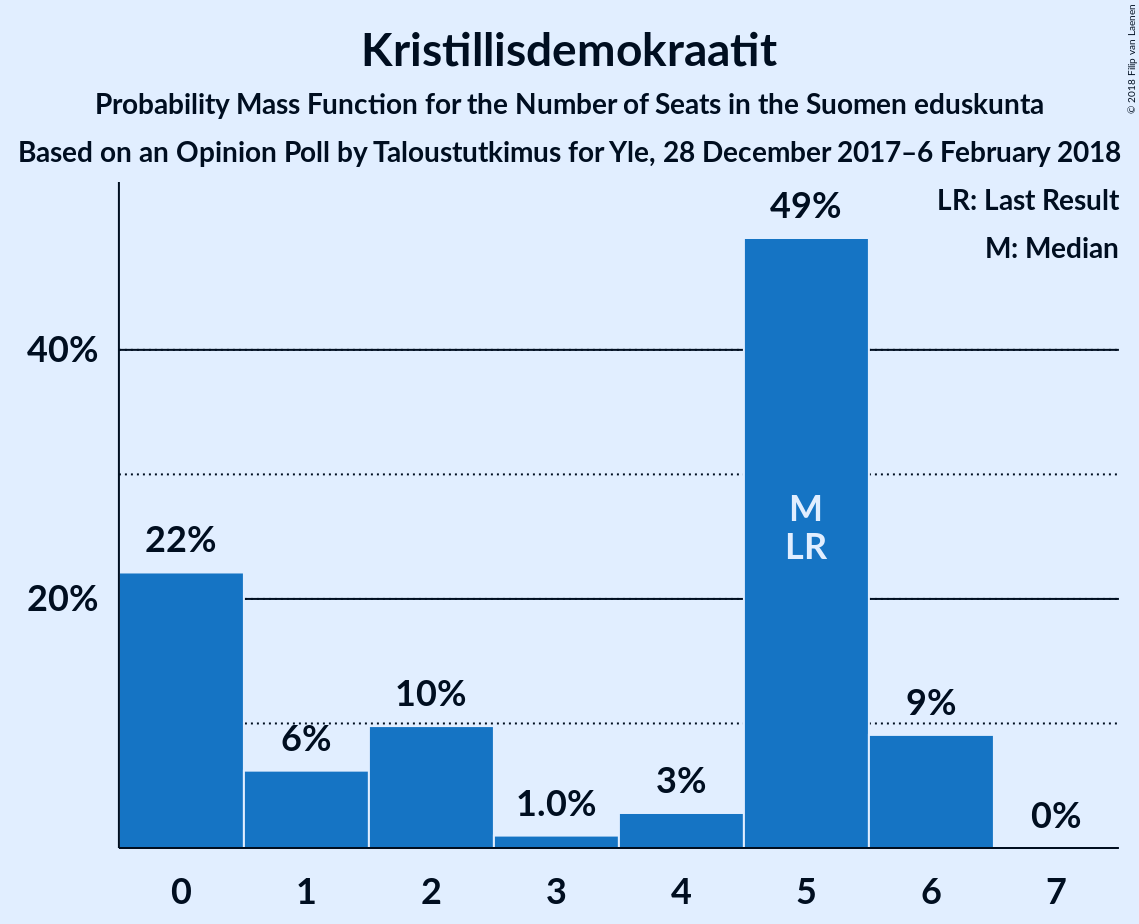 Kristillisdemokraatit
Probability Mass Function for the Number of Seats in the Suomen eduskunta
Based on an Opinion Poll by Taloustutkimus for Yle, 28 December 2017–6 February 2018
© 2018 Filip van Laenen
LR: Last Result
M: Median
49%
40%
M
LR
22%
20%
10%
9%
6%
3%
1.0%
0%
0 1 2 3 4 5 6 7